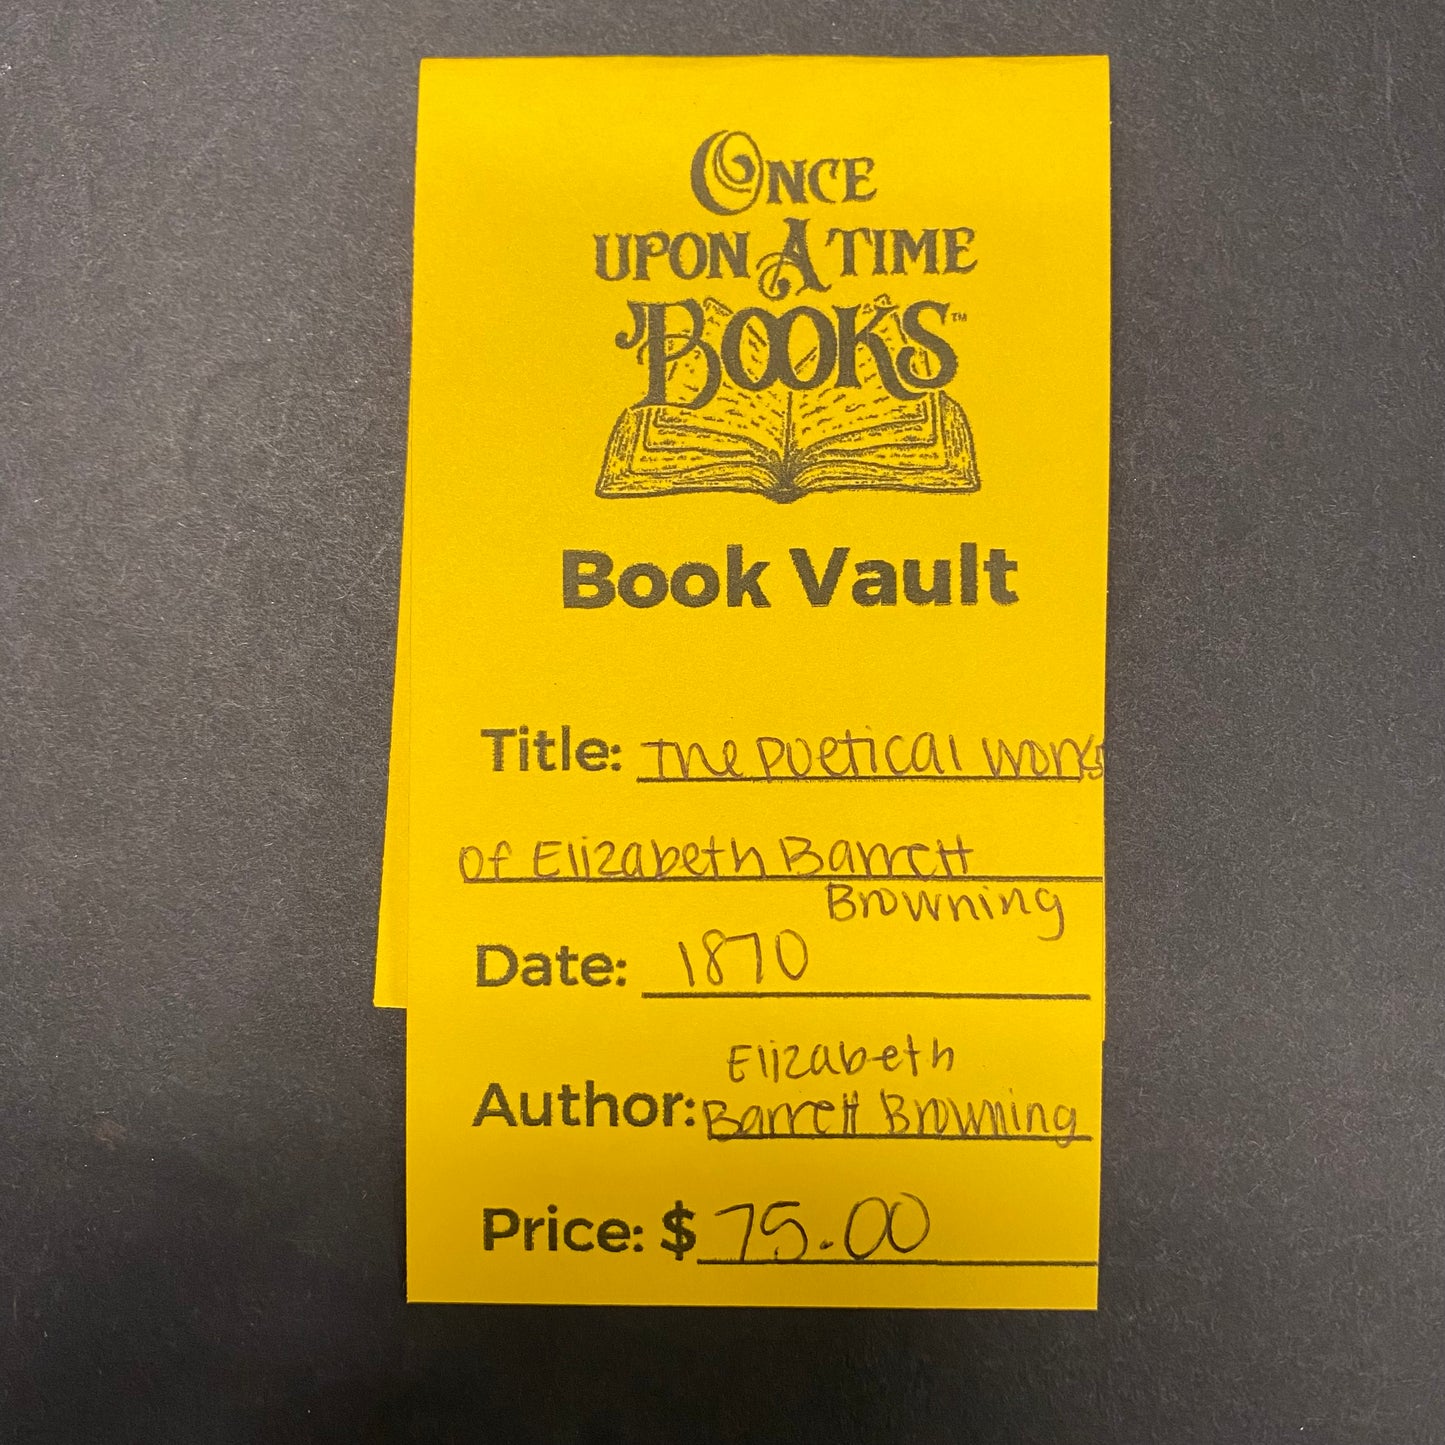 ONCE
UPON A TIME
BOOKS™
Book Vault
Title: The Poetical Works
of Elizabeth Barrett
Browning
Date: 1870
Elizabeth
Author: Barrett Browning
Price: $ 75.00